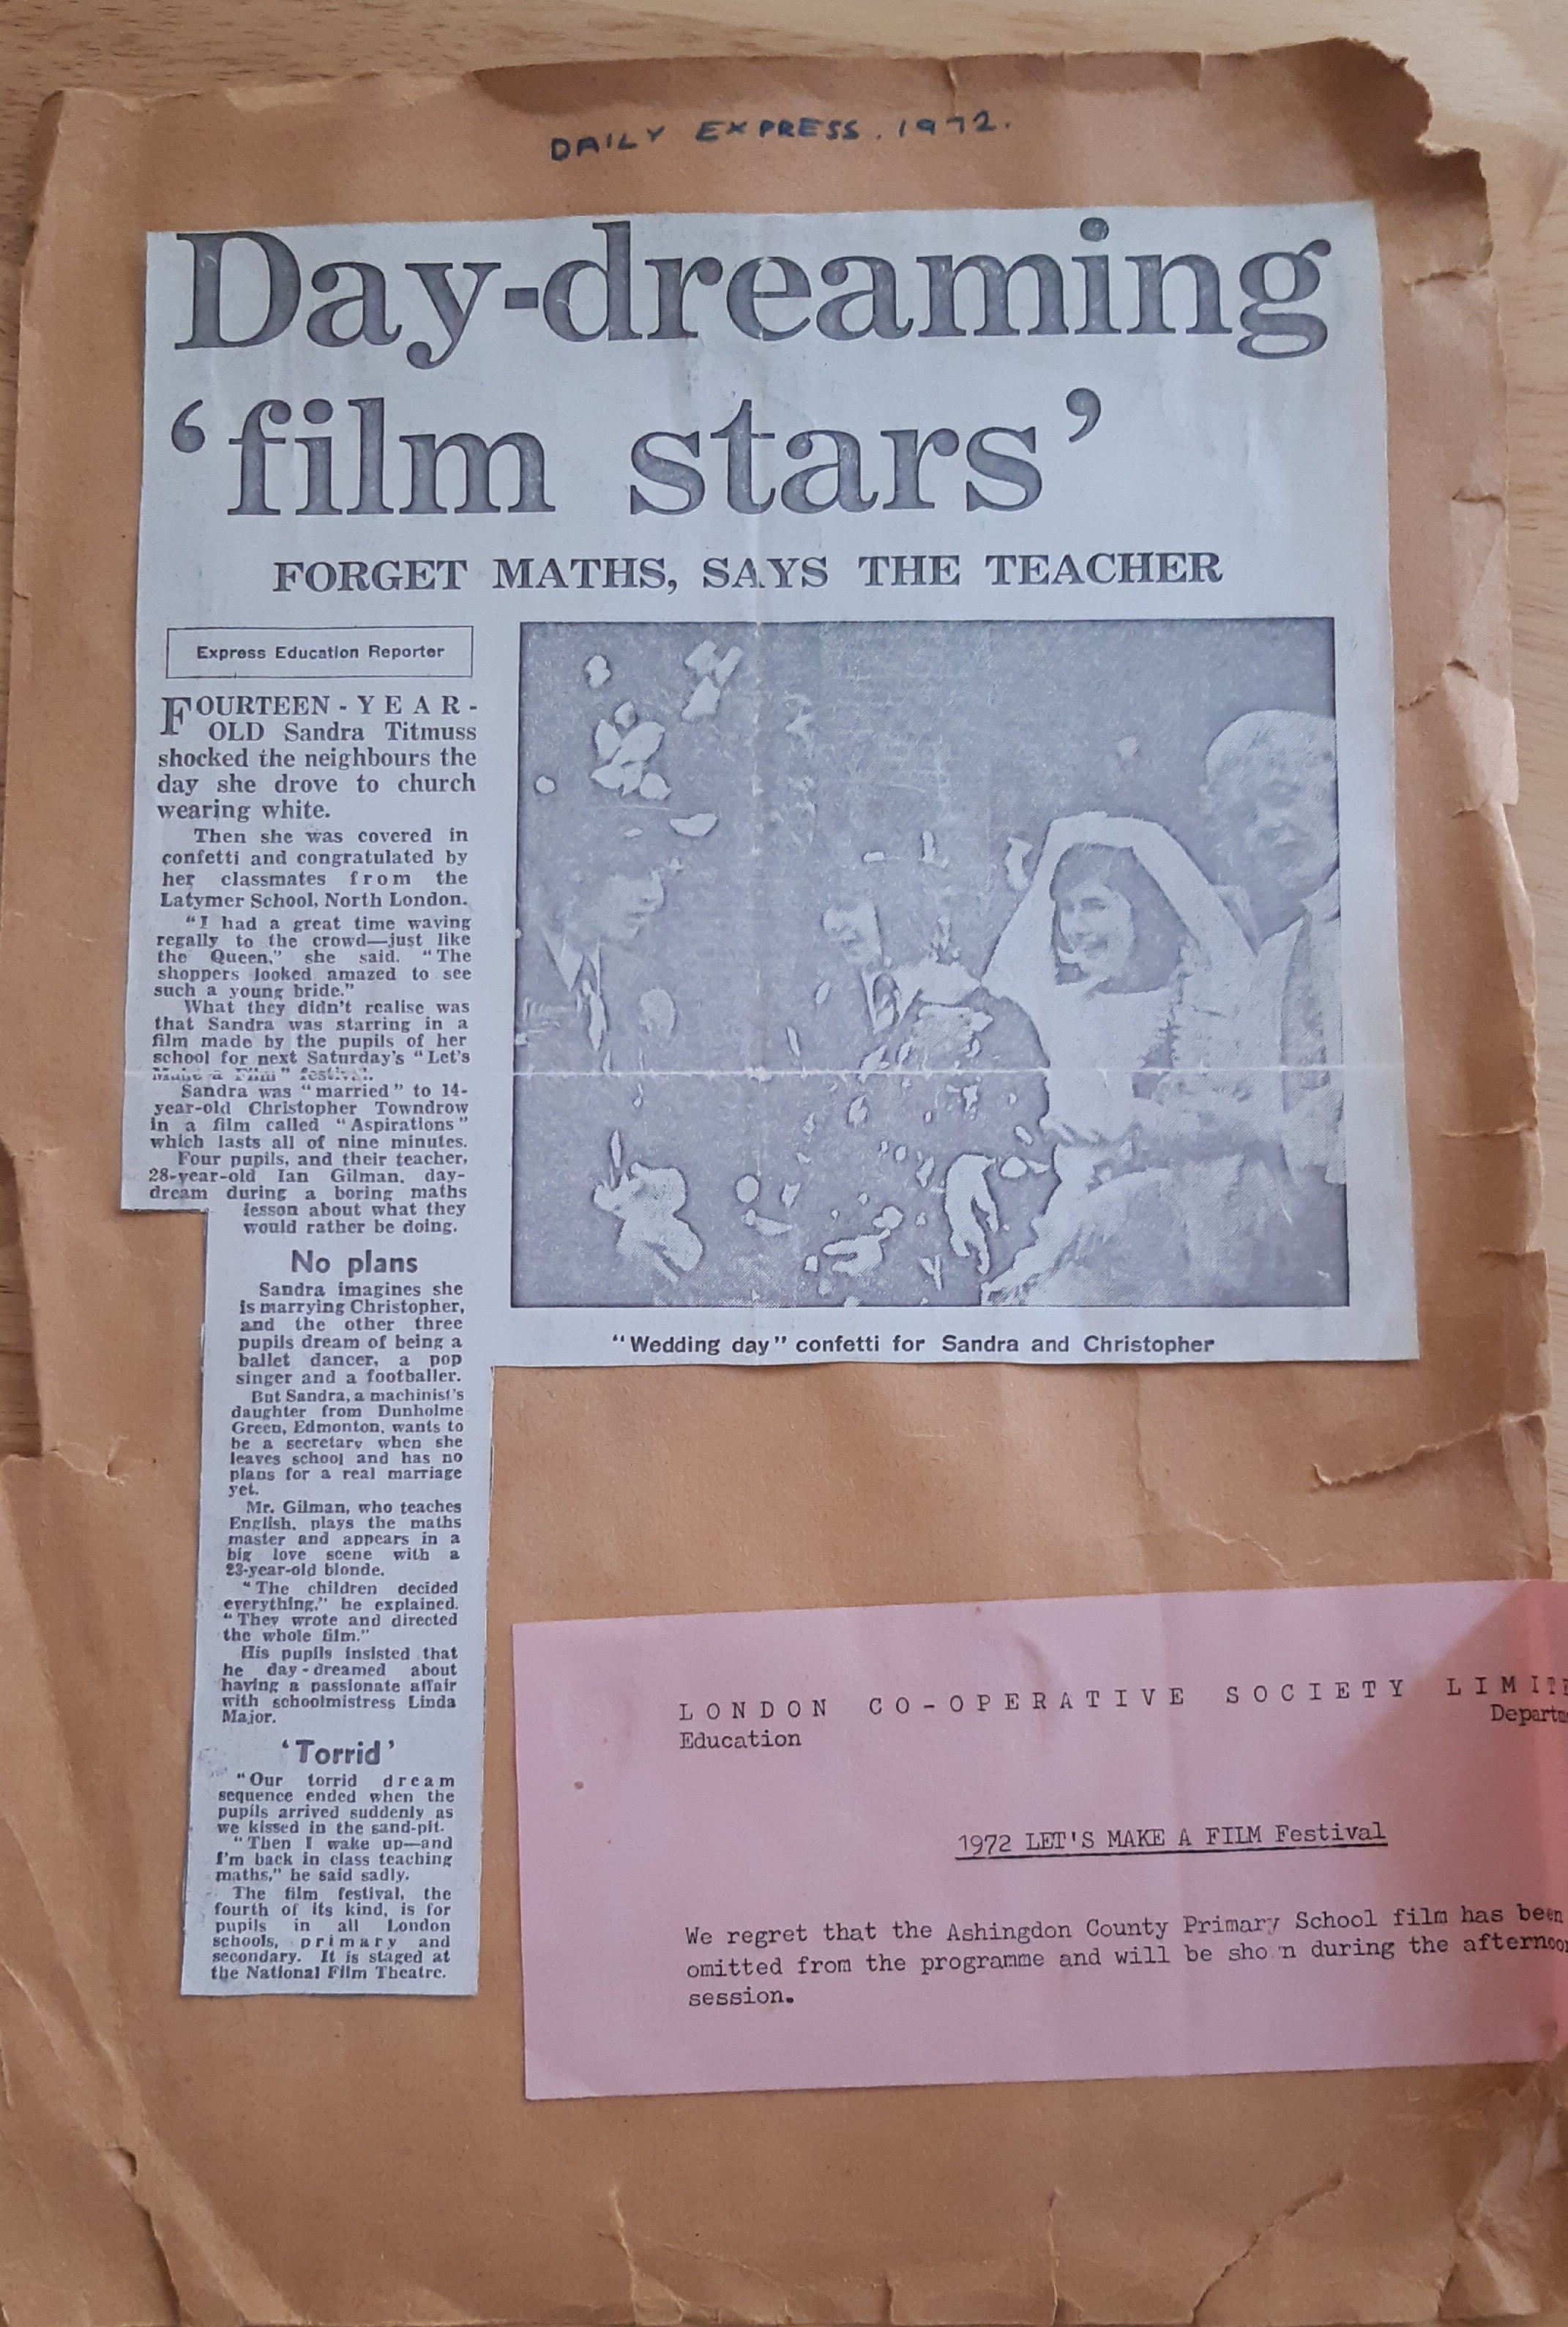 DAILY EXPRESS. 1972.
Day-dreaming
‘film stars’
FORGET MATHS, SAYS THE TEACHER
Express Education Reporter
FOURTEEN-YEAR-
OLD Sandra Titmuss
shocked the neighbours the
day she drove to church
wearing white.
Then she was covered in
confetti and congratulated by
her classmates from the
Latymer School, North London.
“I had a great time waving
regally to the crowd—just like
the Queen,” she said. “The
shoppers looked amazed to see
such a young bride.”
What they didn't realise was
that Sandra was starring in a
film made by the pupils of her
school for next Saturday's “Let's
Make a Film” festival.
Sandra was “married” to 14-
year-old Christopher Towndrow
in a film called “Aspirations”
which lasts all of nine minutes.
Four pupils, and their teacher,
28-year-old Ian Gilman, day-
dream during a boring maths
lesson about what they
would rather be doing.
No plans
Sandra imagines she
is marrying Christopher,
and the other three
pupils dream of being a
ballet dancer, a pop
singer and a footballer.
But Sandra, a machinist's
daughter from Dunholme
Green, Edmonton, wants to
be a secretary when she
leaves school and has no
plans for a real marriage
yet.
Mr. Gilman, who teaches
English, plays the maths
master and appears in a
big love scene with a
23-year-old blonde.
“The children decided
everything,” he explained.
“They wrote and directed
the whole film.”
His pupils insisted that
he day-dreamed about
having a passionate affair
with schoolmistress Linda
Major.
‘Torrid’
“Our torrid dream
sequence ended when the
pupils arrived suddenly as
we kissed in the sand-pit.
“Then I wake up—and
I'm back in class teaching
maths,” he said sadly.
The film festival, the
fourth of its kind, is for
pupils in all London
schools, primary and
secondary. It is staged at
the National Film Theatre.
“Wedding day” confetti for Sandra and Christopher
LONDON CO-OPERATIVE SOCIETY LIMITE
Education Departme
1972 LET'S MAKE A FILM Festival
We regret that the Ashingdon County Primary School film has been
omitted from the programme and will be sho n during the afternoon
session.